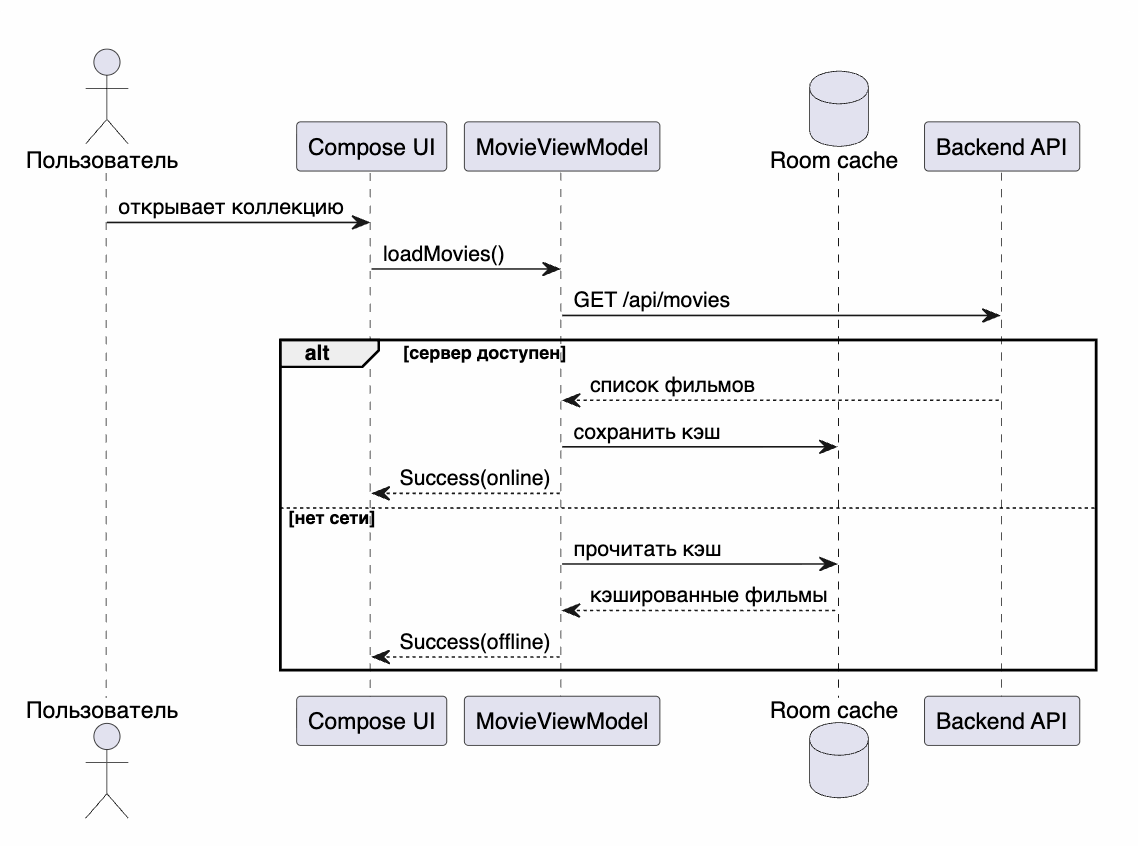 Пользователь
Compose UI
MovieViewModel
Room cache
Backend API
открывает коллекцию
loadMovies()
GET /api/movies
alt
[сервер доступен]
список фильмов
сохранить кэш
Success(online)
[нет сети]
прочитать кэш
кэшированные фильмы
Success(offline)
Пользователь
Compose UI
MovieViewModel
Room cache
Backend API